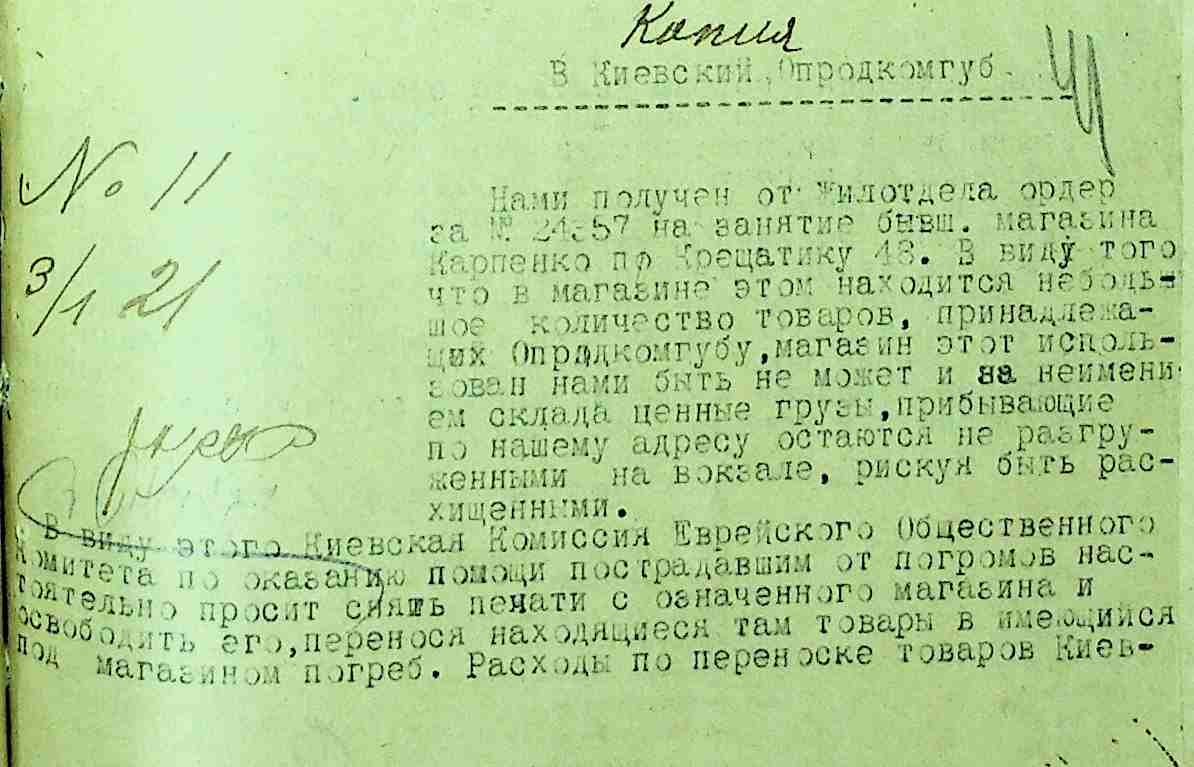 Копия
В Киевский Опродкомгуб.
№ 11
3/1 21
Нами получен от Жилотдела ордер
за № 24357 на занятие бывш. магазина
Карпенко по Крещатику 43. В виду того
что в магазине этом находится неболь-
шое количество товаров, принадлежа-
щих Опродкомгубу,магазин этот исполь-
зован нами быть не может и за неимени
ем склада ценные грузы,прибывающие
по нашему адресу остаются не разгру-
женными на вокзале, рискуя быть рас-
хищенными.
В виду этого Киевская Комиссия Еврейского Общественного
Комитета по оказанию помощи пострадавшим от погромов нас-
тоятельно просит снять печати с означенного магазина и
освободить его,перенося находящиеся там товары в имеющийся
под магазином погреб. Расходы по переноске товаров Киев-